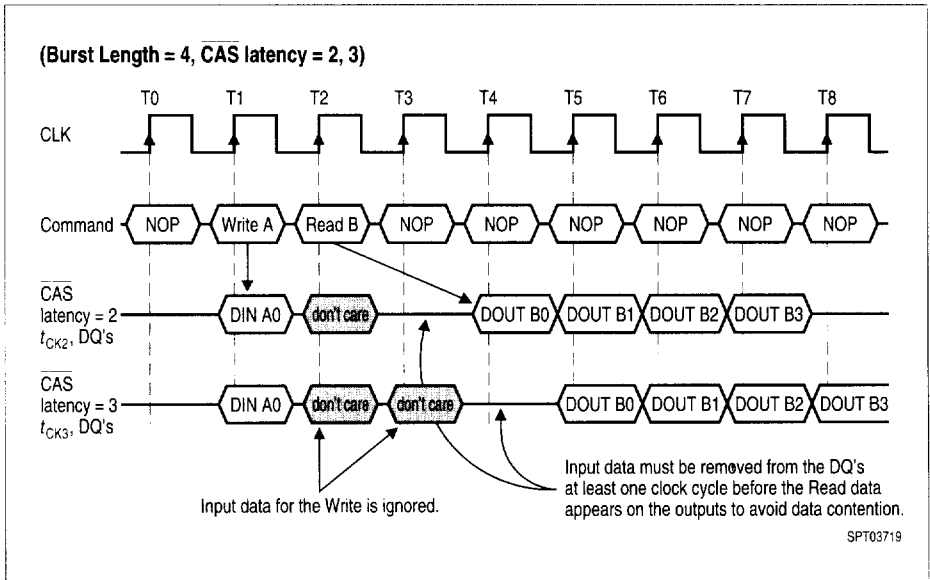 (Burst Length = 4, CAS latency = 2, 3)
T0 T1 T2 T3 T4 T5 T6 T7 T8
CLK
Command NOP Write A Read B NOP NOP NOP NOP NOP NOP
CAS
latency = 2
tCK2, DQ's
DIN A0 don't care DOUT B0 DOUT B1 DOUT B2 DOUT B3
CAS
latency = 3
tCK3, DQ's
DIN A0 don't care don't care DOUT B0 DOUT B1 DOUT B2 DOUT B3
Input data for the Write is ignored.
Input data must be removed from the DQ's
at least one clock cycle before the Read data
appears on the outputs to avoid data contention.
SPT03719